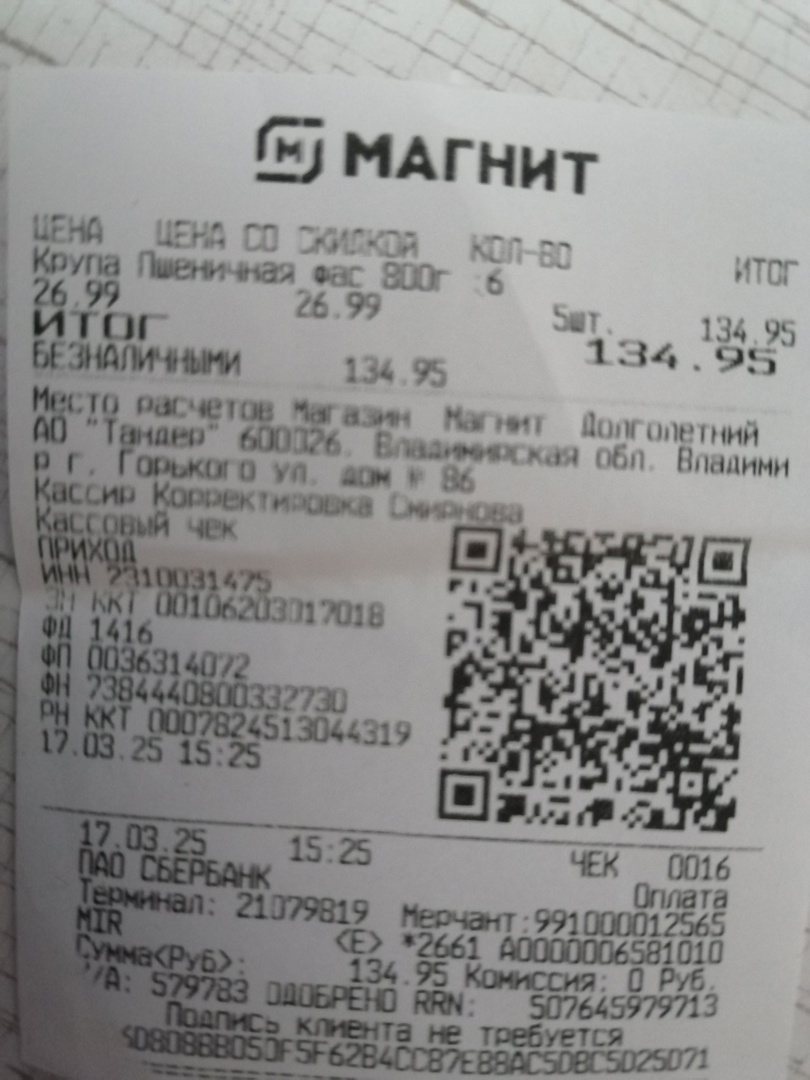 МАГНИТ
ЦЕНА ЦЕНА СО СКИДКОЙ КОЛ-ВО ИТОГ
Крупа Пшеничная фас 800г :6
26.99 26.99 5шт. 134.95
ИТОГ 134.95
БЕЗНАЛИЧНЫМИ 134.95
Место расчетов Магазин Магнит Долголетний
АО "Тандер" 600026. Владимирская обл. Владими
р г. Горького ул. дом № 86
Кассир Корректировка Смирнова
Кассовый чек
ПРИХОД
ИНН 2310031475
ЗН ККТ 00106203017018
ФД 1416
ФП 0036314072
ФН 7384440800332730
РН ККТ 0007824513044319
17.03.25 15:25
17.03.25 15:25 ЧЕК 0016
ПАО СБЕРБАНК Оплата
Терминал: 21079819 Мерчант:991000012565
MIR <E> *2661 A0000006581010
Сумма(Руб): 134.95 Комиссия: 0 Руб.
К/А: 579783 ОДОБРЕНО RRN: 507645979713
Подпись клиента не требуется